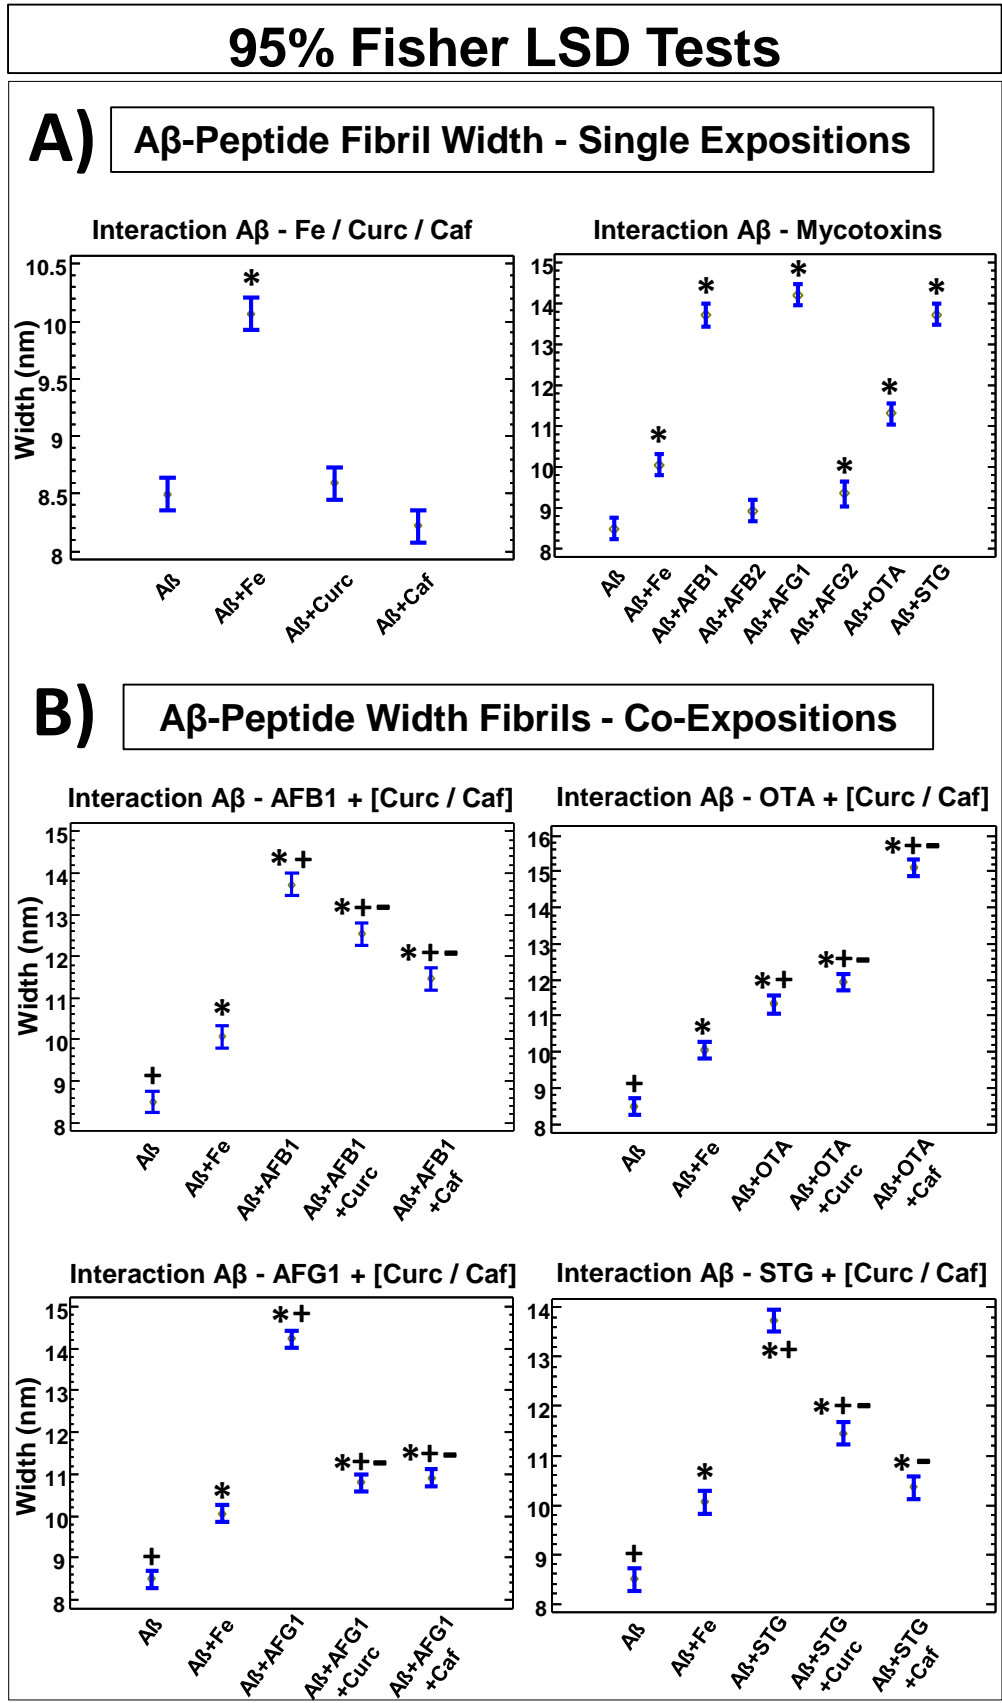 95% Fisher LSD Tests
A)
Aβ-Peptide Fibril Width - Single Expositions
Interaction Aβ - Fe / Curc / Caf
Width (nm)
10.5
10
9.5
9
8.5
8
*
Aß
Aß+Fe
Aß+Curc
Aß+Caf
Interaction Aβ - Mycotoxins
15
14
13
12
11
10
9
8
*
*
*
*
*
*
Aß
Aß+Fe
Aß+AFB1
Aß+AFB2
Aß+AFG1
Aß+AFG2
Aß+OTA
Aß+STG
B)
Aβ-Peptide Width Fibrils - Co-Expositions
Interaction Aβ - AFB1 + [Curc / Caf]
Width (nm)
15
14
13
12
11
10
9
8
+
*
*+
*+-
*+-
Aß
Aß+Fe
Aß+AFB1
Aß+AFB1
+Curc
Aß+AFB1
+Caf
Interaction Aβ - OTA + [Curc / Caf]
16
15
14
13
12
11
10
9
8
+
*
*+
*+-
*+-
Aß
Aß+Fe
Aß+OTA
Aß+OTA
+Curc
Aß+OTA
+Caf
Interaction Aβ - AFG1 + [Curc / Caf]
Width (nm)
15
14
13
12
11
10
9
8
+
*
*+
*+-
*+-
Aß
Aß+Fe
Aß+AFG1
Aß+AFG1
+Curc
Aß+AFG1
+Caf
Interaction Aβ - STG + [Curc / Caf]
14
13
12
11
10
9
8
+
*
*+
*+-
*-
Aß
Aß+Fe
Aß+STG
Aß+STG
+Curc
Aß+STG
+Caf